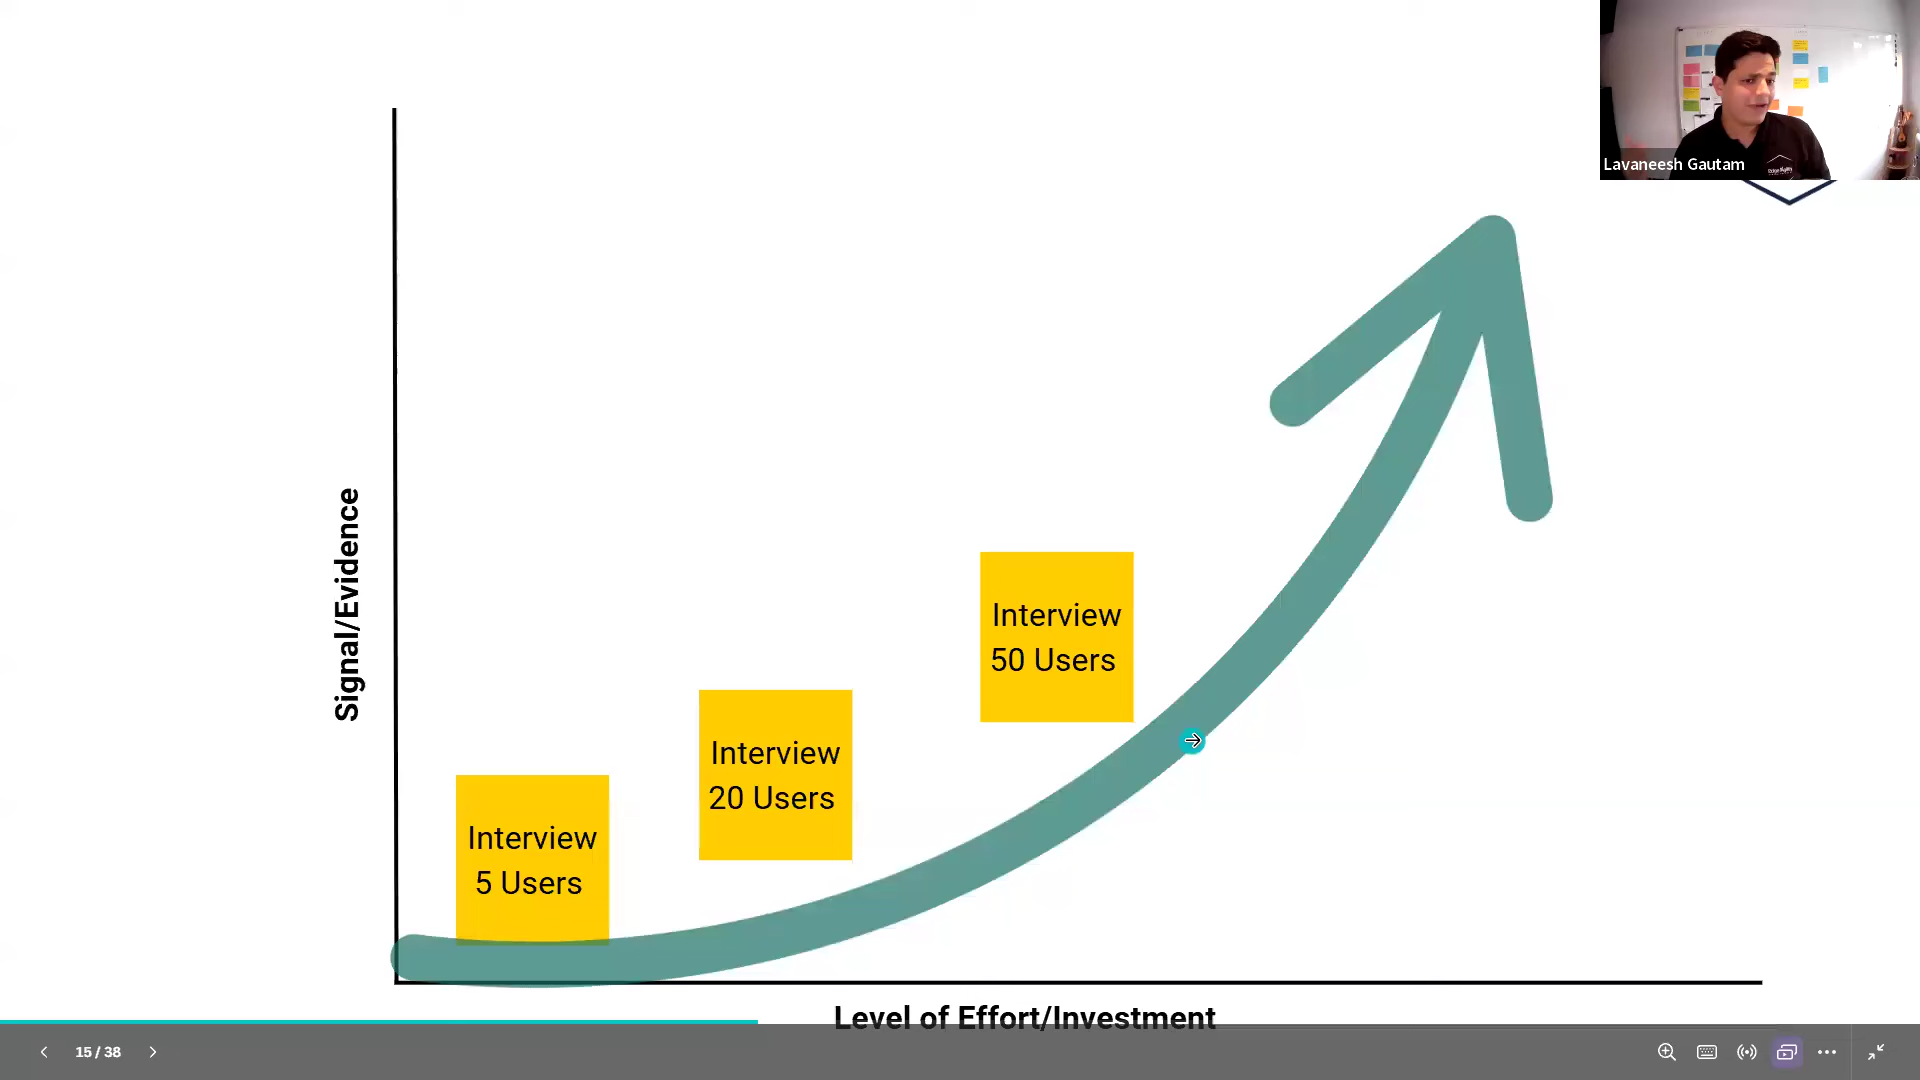 Lavaneesh Gautam
Signal/Evidence
Interview
50 Users
Interview
20 Users
Interview
5 Users
Level of Effort/Investment
15 / 38